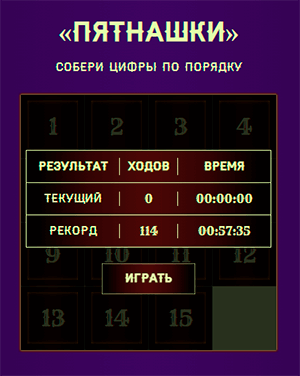 «ПЯТНАШКИ»
СОБЕРИ ЦИФРЫ ПО ПОРЯДКУ
1 2 3 4
РЕЗУЛЬТАТ ХОДОВ ВРЕМЯ
ТЕКУЩИЙ 0 00:00:00
РЕКОРД 114 00:57:35
9 10 11 12
ИГРАТЬ
13 14 15